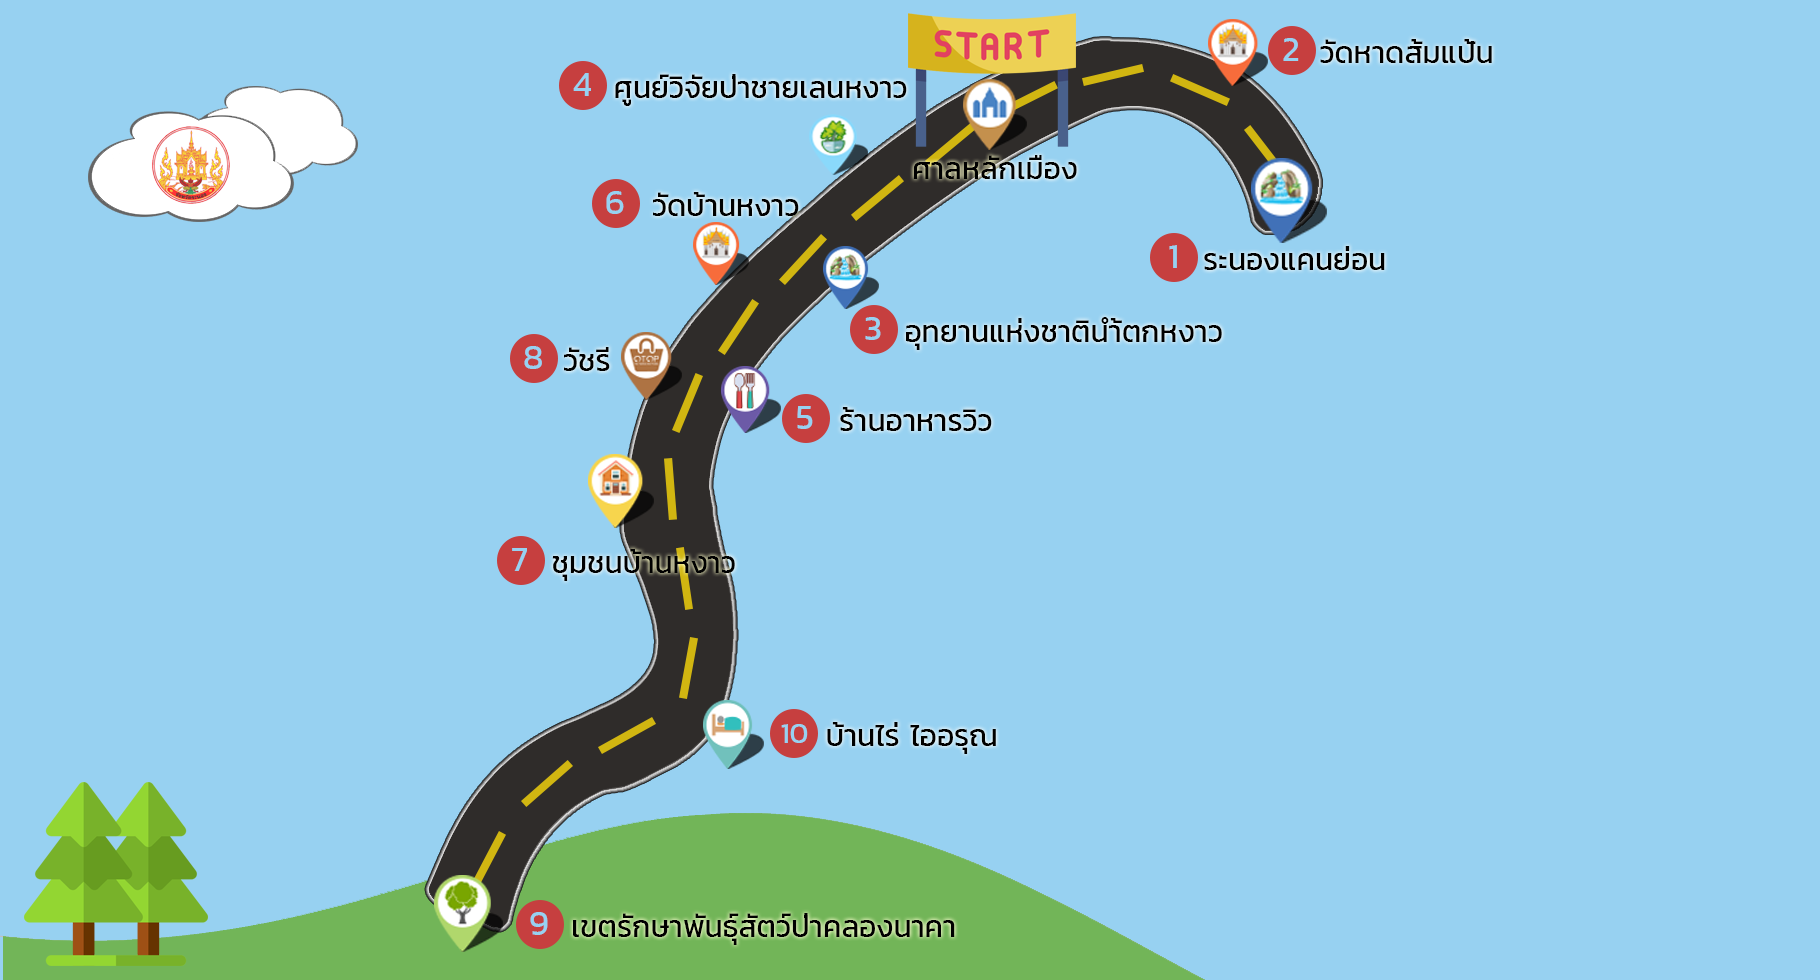 START
ศาลหลักเมือง
1 ระนองแคนย่อน
2 วัดหาดส้มแป้น
3 อุทยานแห่งชาตินำ้ตกหงาว
4 ศูนย์วิจัยป่าชายเลนหงาว
5 ร้านอาหารวิว
6 วัดบ้านหงาว
7 ชุมชนบ้านหงาว
8 วัชรี
OTOP
9 เขตรักษาพันธุ์สัตว์ป่าคลองนาคา
10 บ้านไร่ ไออรุณ